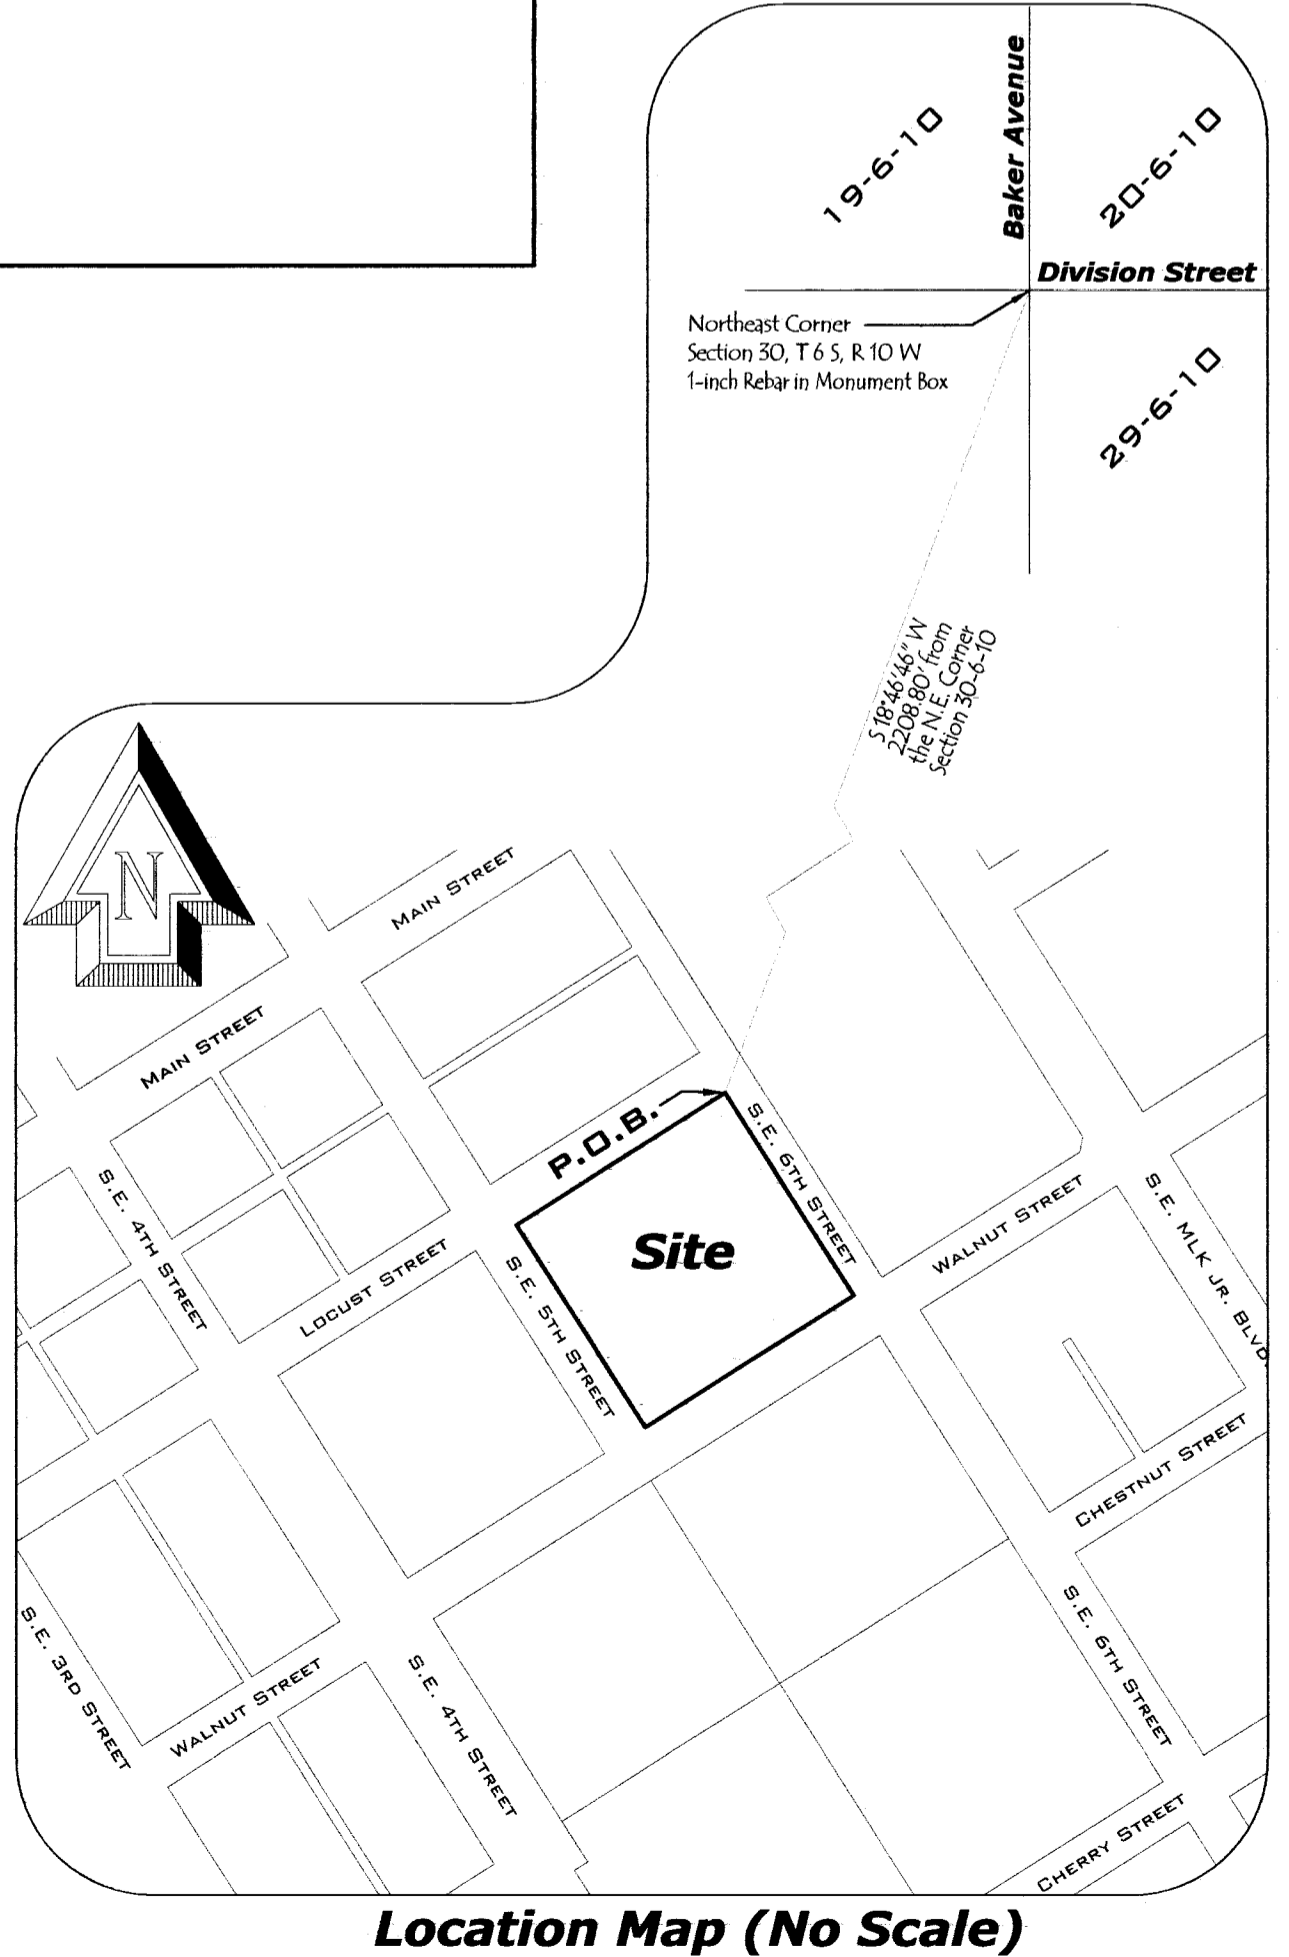 Baker Avenue
19-6-10
20-6-10
Division Street
Northeast Corner
Section 30, T 6 S, R 10 W
1-inch Rebar in Monument Box
29-6-10
S 18°46'46" W
2208.80' from
the N.E. Corner
Section 30-6-10
N
MAIN STREET
MAIN STREET
P.O.B.
S.E. 6TH STREET
Site
S.E. 4TH STREET
LOCUST STREET
S.E. 5TH STREET
WALNUT STREET
S.E. MLK JR. BLVD.
CHESTNUT STREET
S.E. 3RD STREET
WALNUT STREET
S.E. 4TH STREET
S.E. 6TH STREET
CHERRY STREET
Location Map (No Scale)